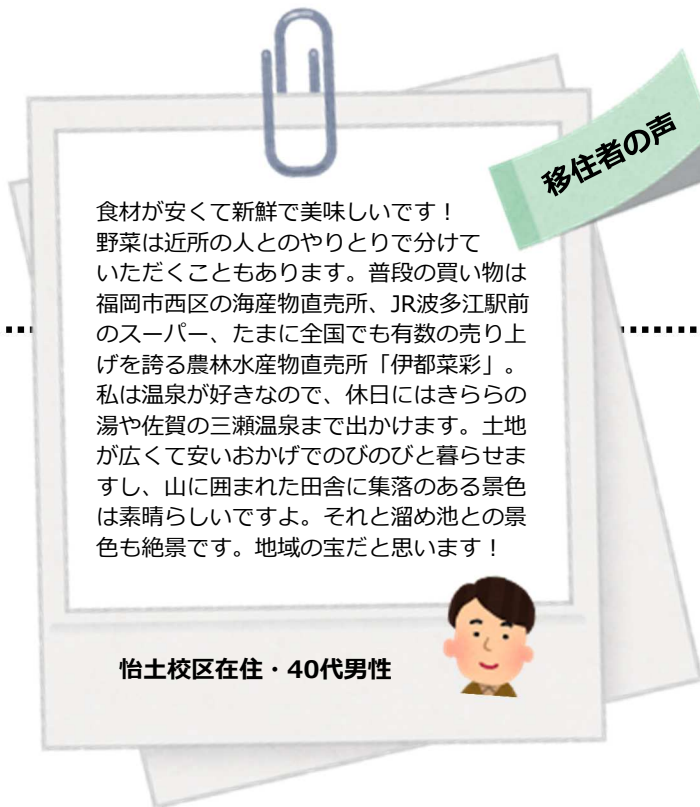 移住者の声
食材が安くて新鮮で美味しいです！
野菜は近所の人とのやりとりで分けて
いただくこともあります。普段の買い物は
福岡市西区の海産物直売所、JR波多江駅前
のスーパー、たまに全国でも有数の売り上
げを誇る農林水産物直売所「伊都菜彩」。
私は温泉が好きなので、休日にはきららの
湯や佐賀の三瀬温泉まで出かけます。土地
が広くて安いおかげでのびのびと暮らせま
すし、山に囲まれた田舎に集落のある景色
は素晴らしいですよ。それと溜め池との景
色も絶景です。地域の宝だと思います！
怡土校区在住・40代男性